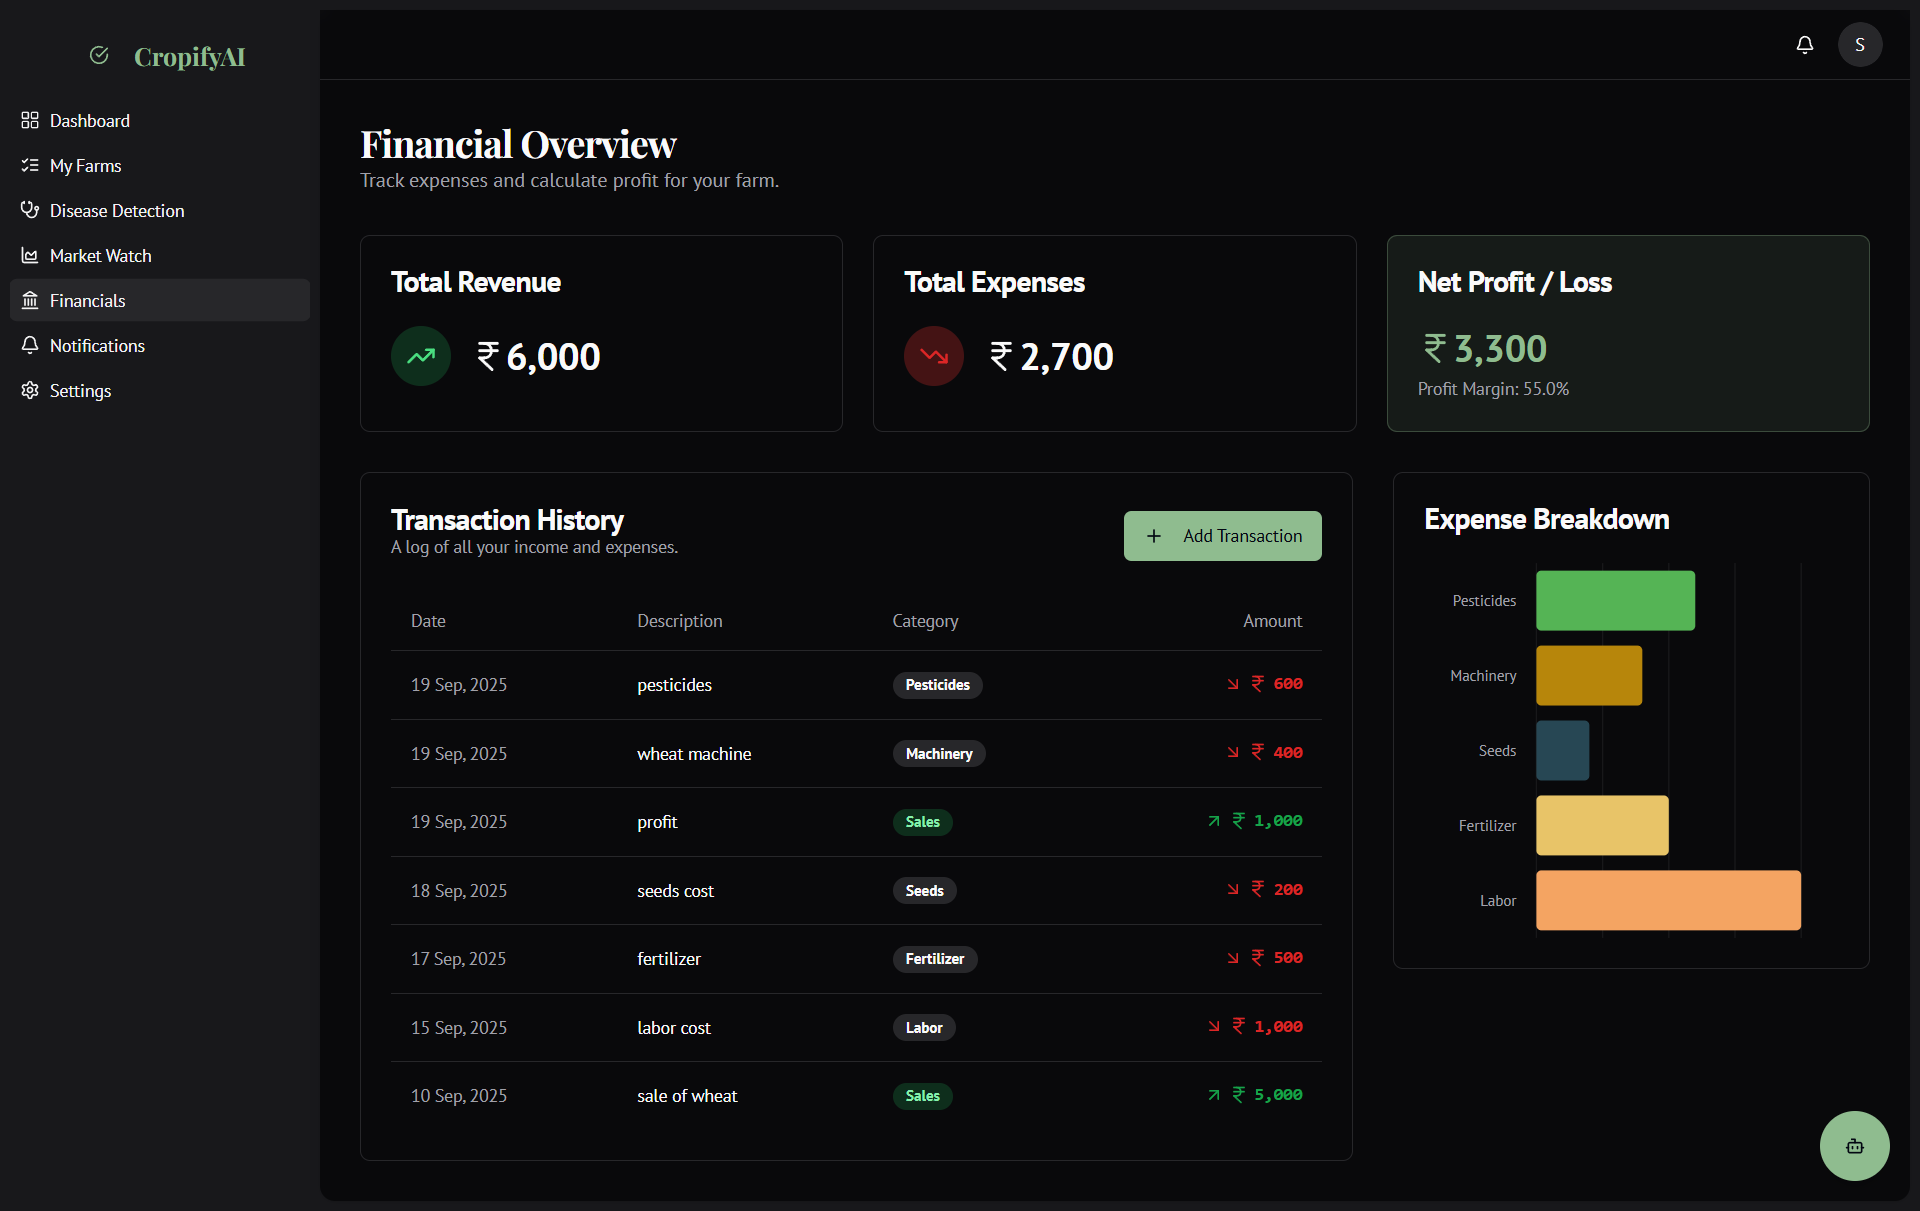 CropifyAI
Dashboard
My Farms
Disease Detection
Market Watch
Financials
Notifications
Settings
S
Financial Overview
Track expenses and calculate profit for your farm.
Total Revenue
₹ 6,000
Total Expenses
₹ 2,700
Net Profit / Loss
₹ 3,300
Profit Margin: 55.0%
Transaction History
A log of all your income and expenses.
+ Add Transaction
Date Description Category Amount
19 Sep, 2025 pesticides Pesticides ₹ 600
19 Sep, 2025 wheat machine Machinery ₹ 400
19 Sep, 2025 profit Sales ₹ 1,000
18 Sep, 2025 seeds cost Seeds ₹ 200
17 Sep, 2025 fertilizer Fertilizer ₹ 500
15 Sep, 2025 labor cost Labor ₹ 1,000
10 Sep, 2025 sale of wheat Sales ₹ 5,000
Expense Breakdown
Pesticides
Machinery
Seeds
Fertilizer
Labor